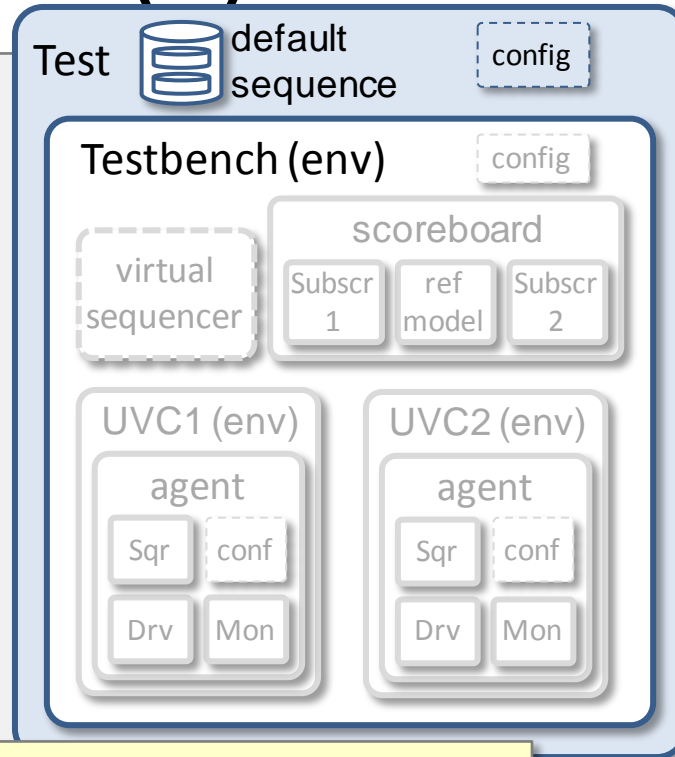 Test
default
sequence
config
Testbench (env)
config
virtual
sequencer
scoreboard
Subscr
1
ref
model
Subscr
2
UVC1 (env)
UVC2 (env)
agent
agent
Sqr
conf
Sqr
conf
Drv
Mon
Drv
Mon